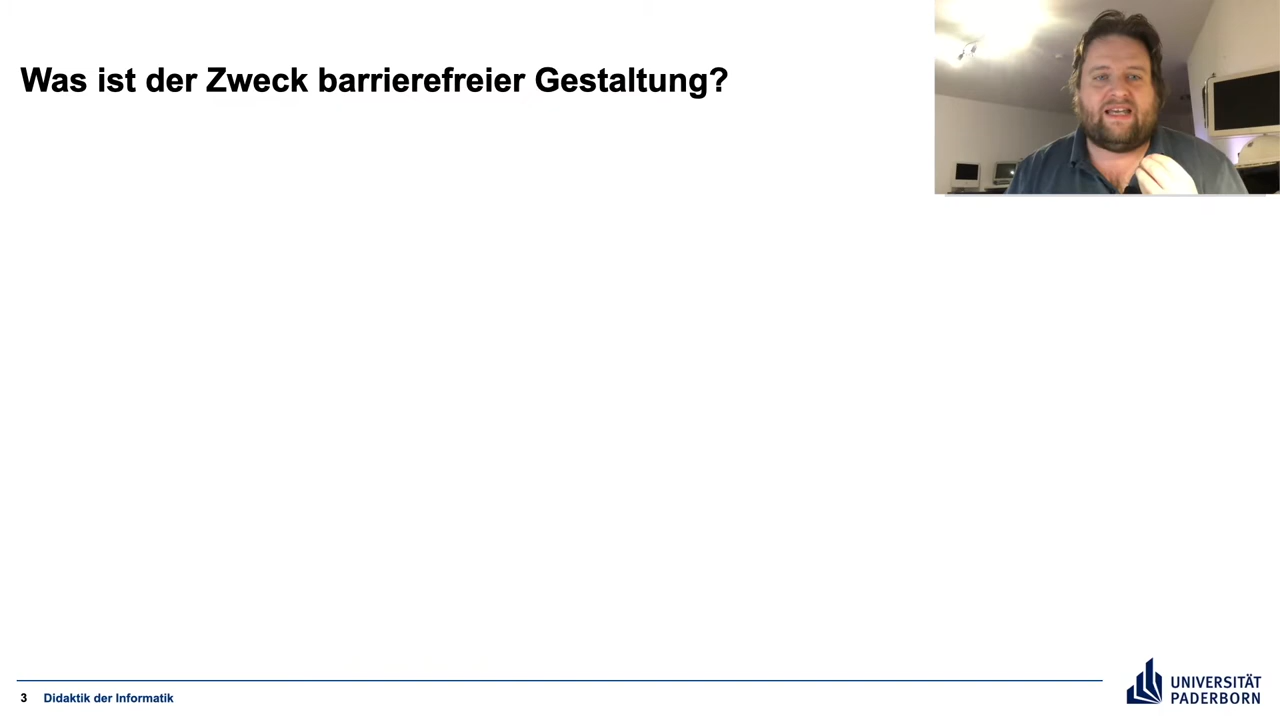 Was ist der Zweck barrierefreier Gestaltung?
3 Didaktik der Informatik
UNIVERSITÄT
PADERBORN